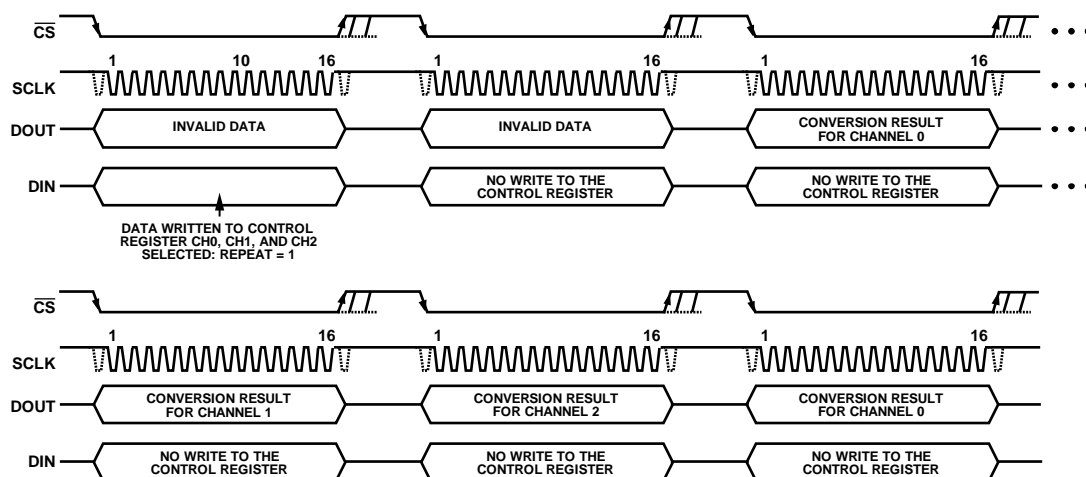 CS
1 10 16 1 16 1 16
SCLK
DOUT INVALID DATA INVALID DATA CONVERSION RESULT
FOR CHANNEL 0
DIN NO WRITE TO THE
CONTROL REGISTER NO WRITE TO THE
CONTROL REGISTER
DATA WRITTEN TO CONTROL
REGISTER CH0, CH1, AND CH2
SELECTED: REPEAT = 1
CS
1 16 1 16 1 16
SCLK
DOUT CONVERSION RESULT
FOR CHANNEL 1 CONVERSION RESULT
FOR CHANNEL 2 CONVERSION RESULT
FOR CHANNEL 0
DIN NO WRITE TO THE
CONTROL REGISTER NO WRITE TO THE
CONTROL REGISTER NO WRITE TO THE
CONTROL REGISTER